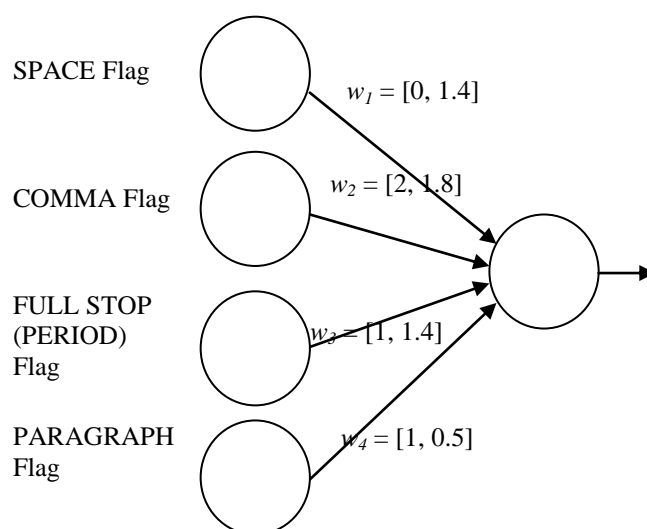 SPACE Flag
w1 = [0, 1.4]
COMMA Flag
w2 = [2, 1.8]
FULL STOP
(PERIOD)
Flag
w3 = [1, 1.4]
PARAGRAPH
Flag
w4 = [1, 0.5]